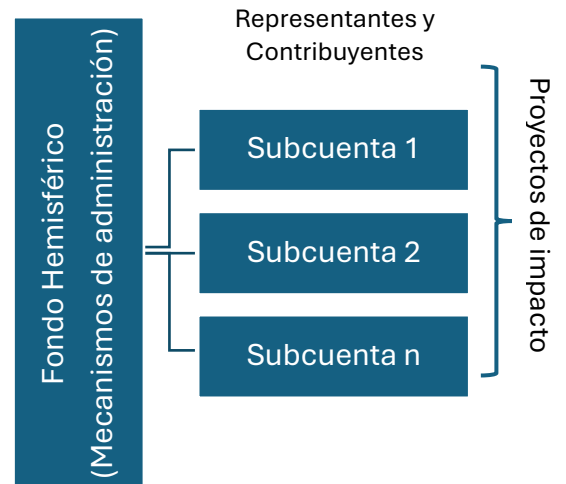 Fondo Hemisférico
(Mecanismos de administración)
Representantes y
Contribuyentes
Subcuenta 1
Subcuenta 2
Subcuenta n
Proyectos de impacto